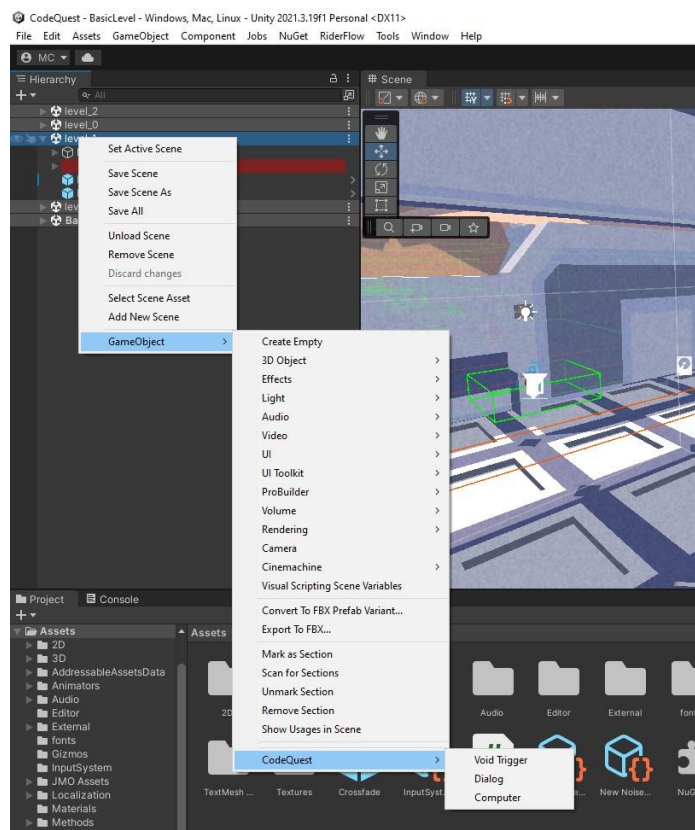 CodeQuest - BasicLevel - Windows, Mac, Linux - Unity 2021.3.19f1 Personal <DX11>
File Edit Assets GameObject Component Jobs NuGet RiderFlow Tools Window Help
MC
Hierarchy
Scene
All
level_2
level_0
Set Active Scene
Save Scene
Save Scene As
Save All
Unload Scene
Remove Scene
Discard changes
Select Scene Asset
Add New Scene
GameObject
Create Empty
3D Object
Effects
Light
Audio
Video
UI
UI Toolkit
ProBuilder
Volume
Rendering
Camera
Cinemachine
Visual Scripting Scene Variables
Convert To FBX Prefab Variant...
Export To FBX...
Mark as Section
Scan for Sections
Unmark Section
Remove Section
Show Usages in Scene
CodeQuest
Void Trigger
Dialog
Computer
Project Console
Assets
2D
3D
AddressableAssetsData
Animators
Audio
Editor
External
fonts
Gizmos
InputSystem
JMO Assets
Localization
Materials
Methods
Assets
2D
Audio Editor External
TextMesh ... Textures Crossfade InputSyst... New Noise...